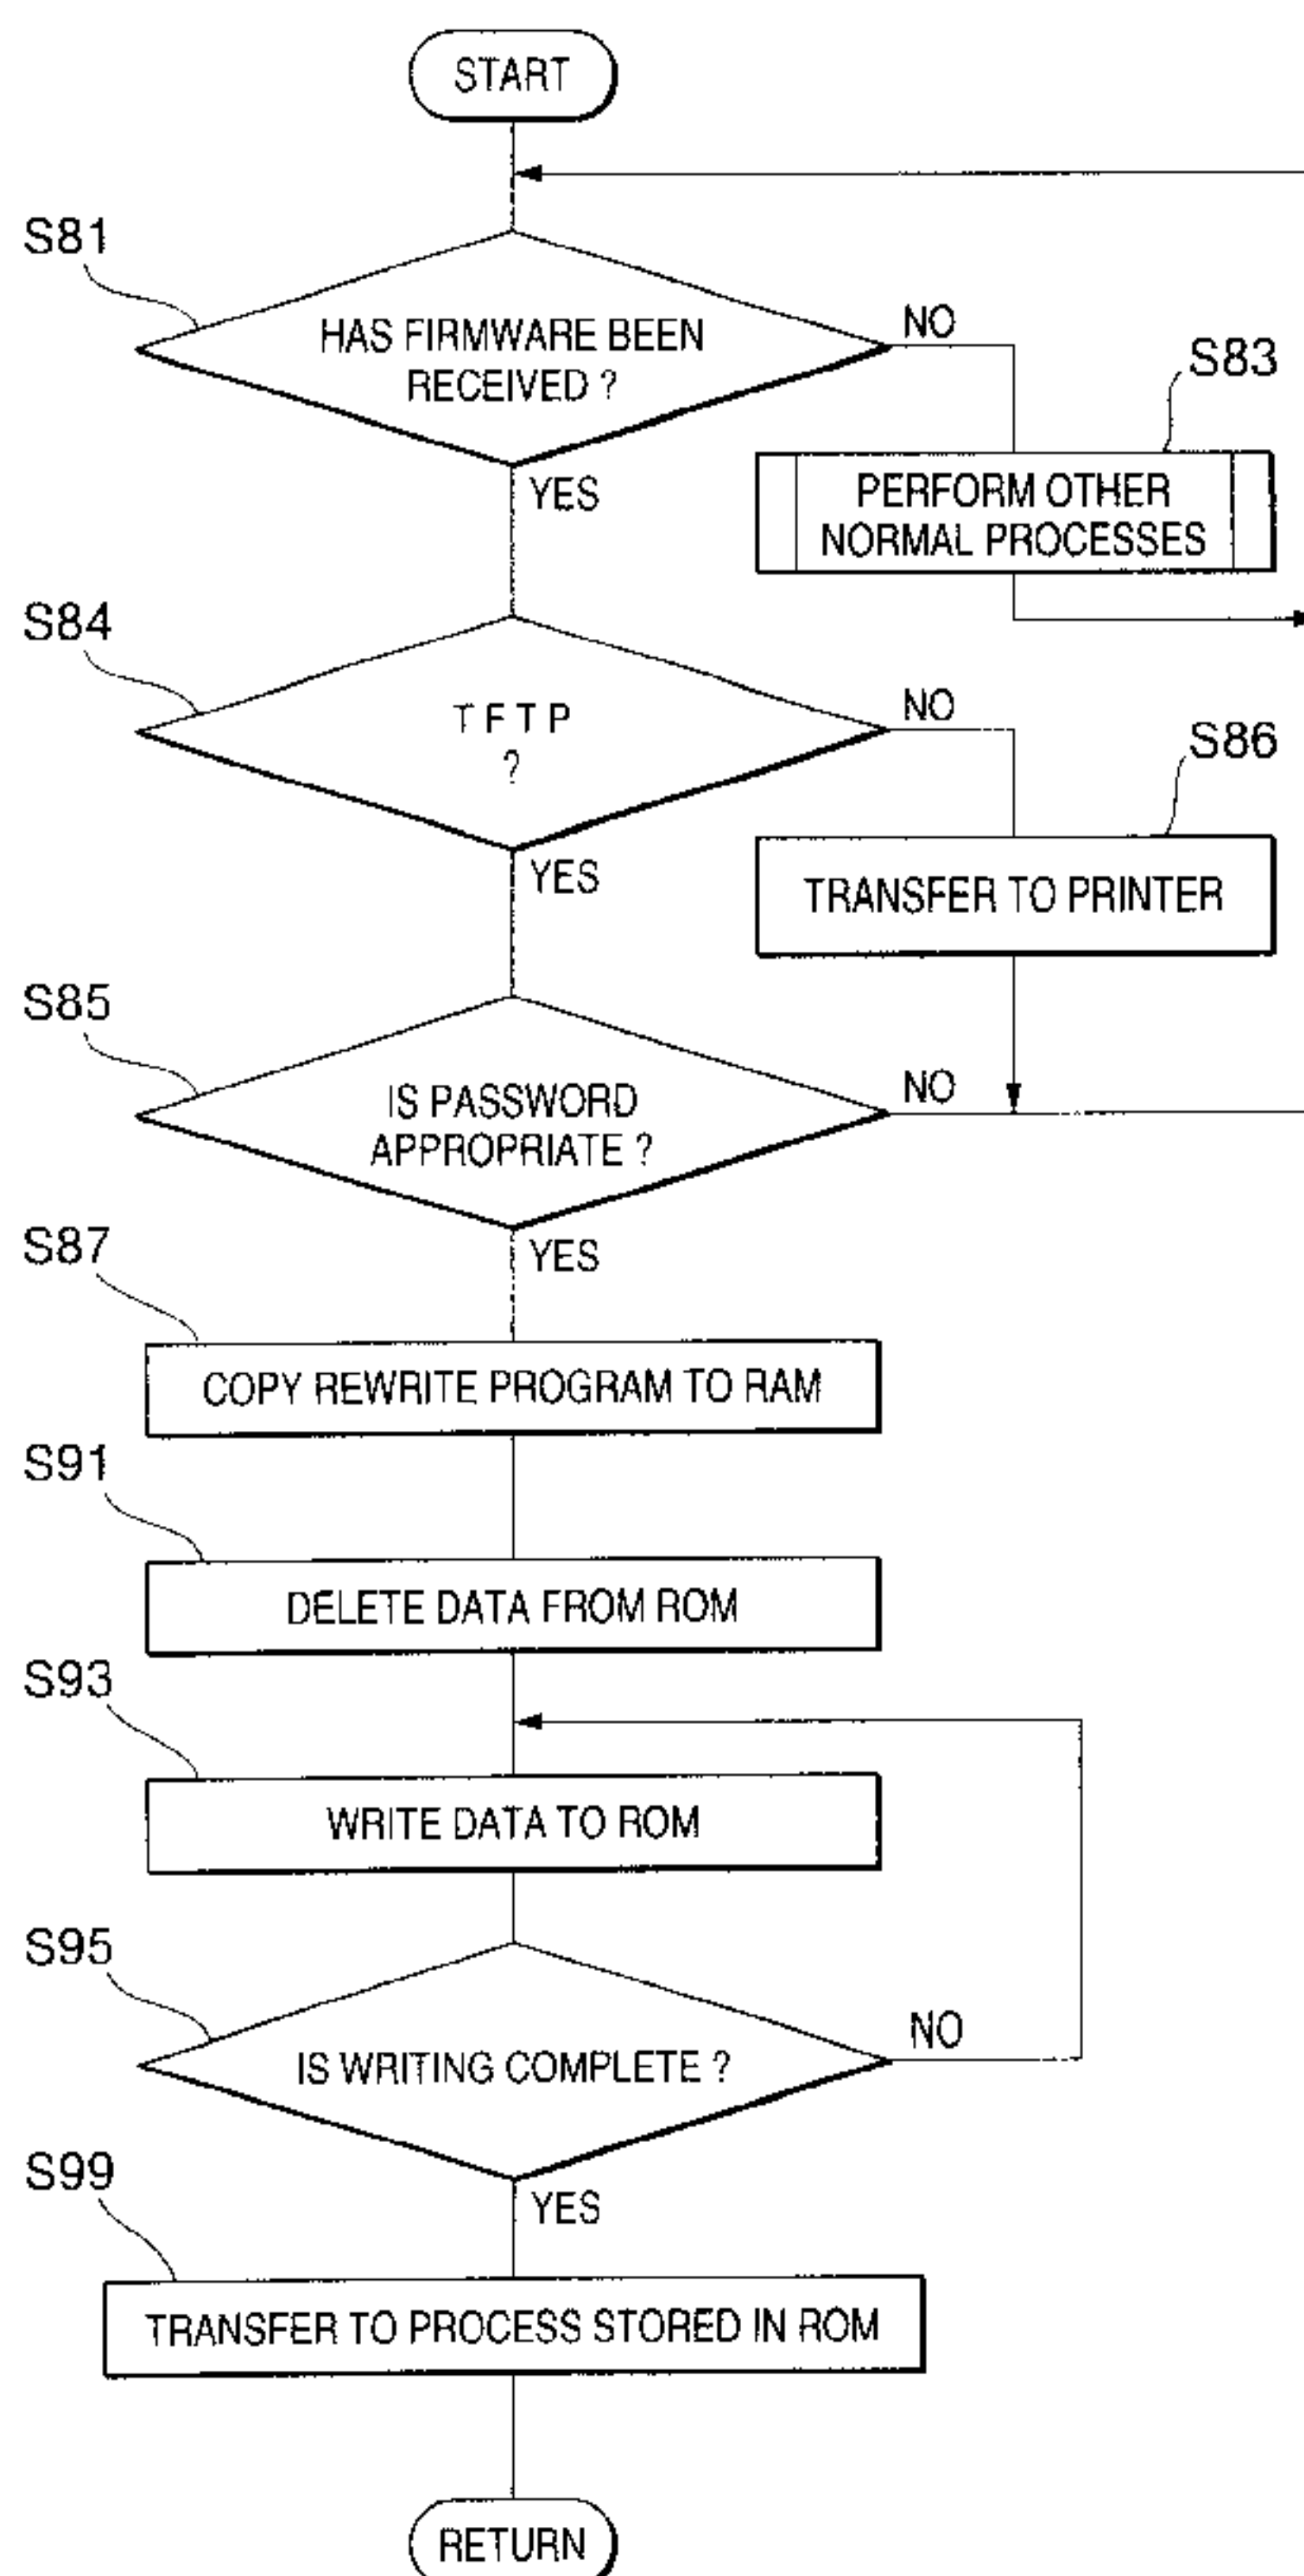 START
S81
HAS FIRMWARE BEEN
RECEIVED ?
NO
S83
YES
PERFORM OTHER
NORMAL PROCESSES
S84
T F T P
?
NO
S86
YES
TRANSFER TO PRINTER
S85
IS PASSWORD
APPROPRIATE ?
NO
S87
YES
COPY REWRITE PROGRAM TO RAM
S91
DELETE DATA FROM ROM
S93
WRITE DATA TO ROM
S95
IS WRITING COMPLETE ?
NO
S99
YES
TRANSFER TO PROCESS STORED IN ROM
RETURN